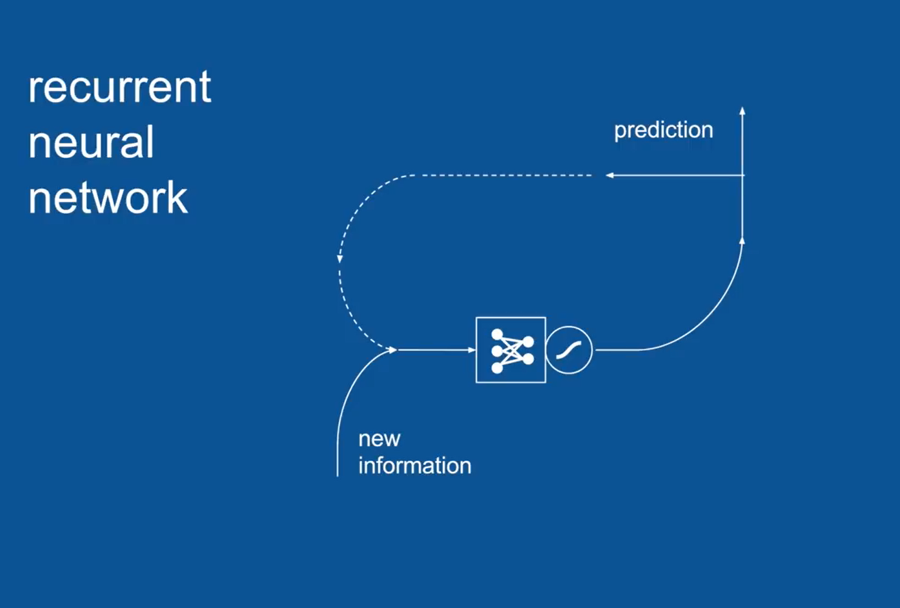 recurrent
neural
network
prediction
new
information